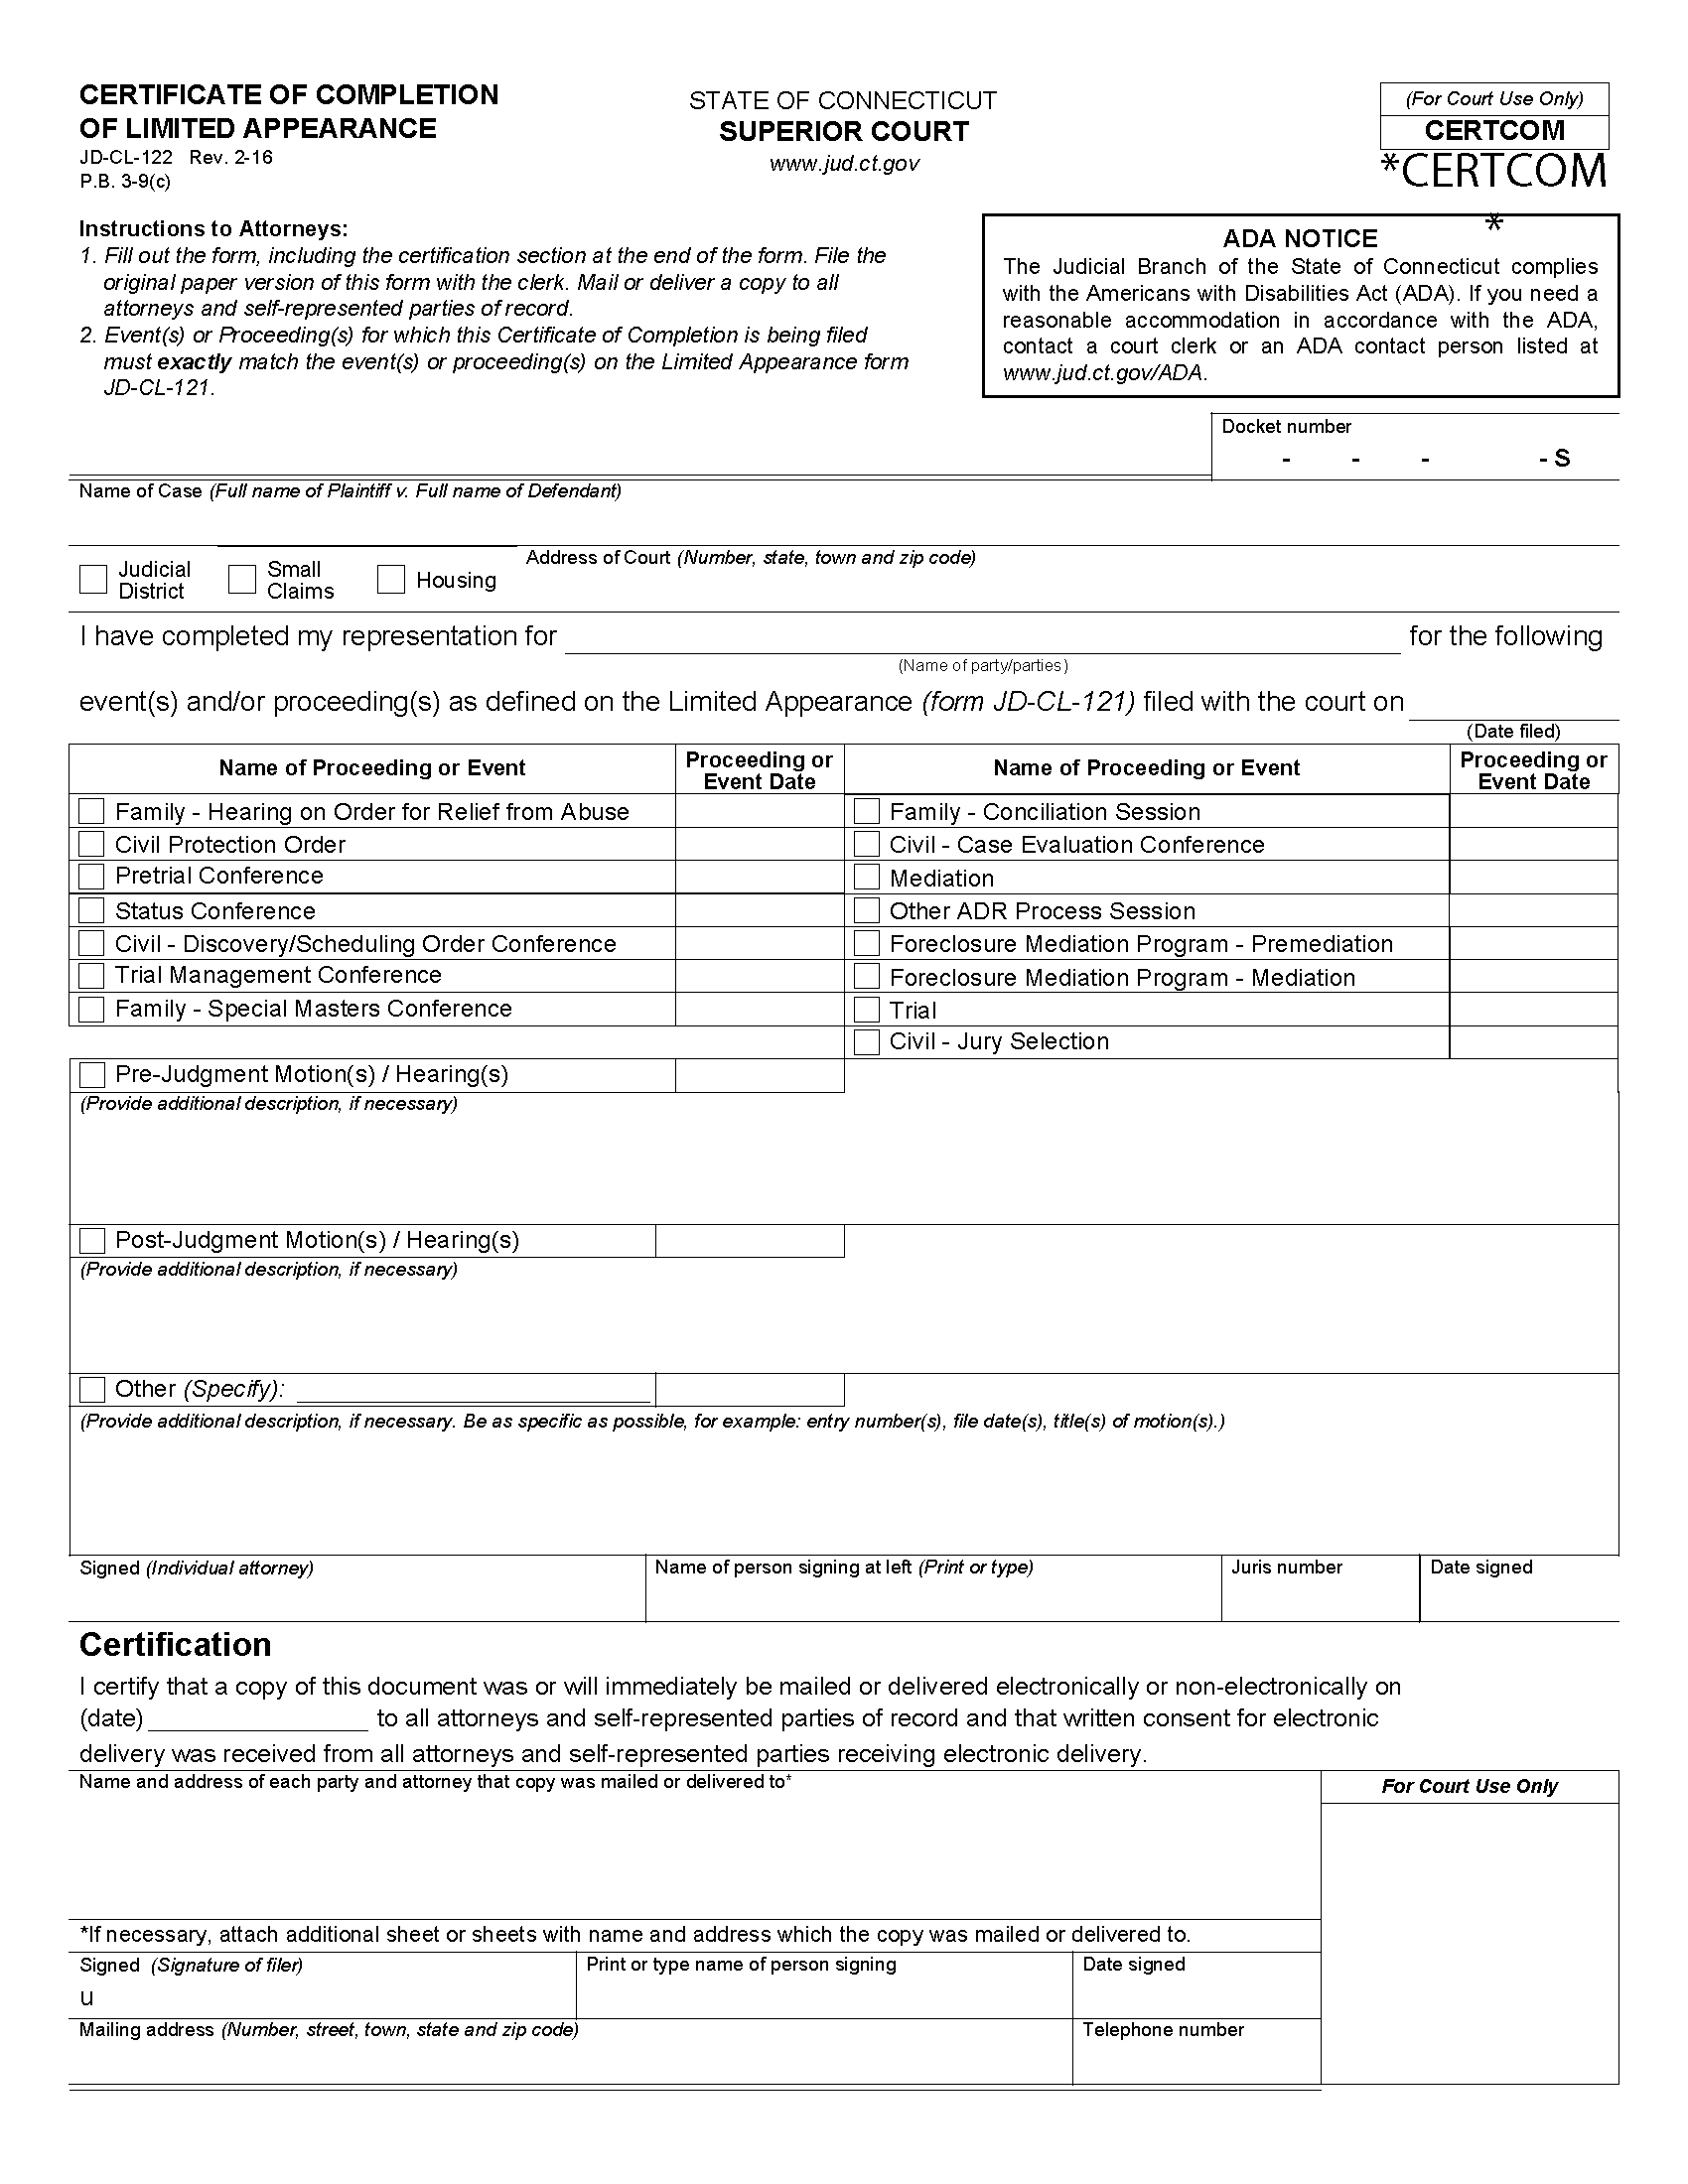 CERTIFICATE OF COMPLETION
OF LIMITED APPEARANCE
JD-CL-122 Rev. 2-16
P.B. 3-9(c)
STATE OF CONNECTICUT
SUPERIOR COURT
www.jud.ct.gov
(For Court Use Only)
CERTCOM
*CERTCOM
*
Instructions to Attorneys:
1. Fill out the form, including the certification section at the end of the form. File the
original paper version of this form with the clerk. Mail or deliver a copy to all
attorneys and self-represented parties of record.
2. Event(s) or Proceeding(s) for which this Certificate of Completion is being filed
must exactly match the event(s) or proceeding(s) on the Limited Appearance form
JD-CL-121.
ADA NOTICE
The Judicial Branch of the State of Connecticut complies
with the Americans with Disabilities Act (ADA). If you need a
reasonable accommodation in accordance with the ADA,
contact a court clerk or an ADA contact person listed at
www.jud.ct.gov/ADA.
Docket number
- - - - S
Name of Case (Full name of Plaintiff v. Full name of Defendant)
Judicial
District
Small
Claims
Housing
Address of Court (Number, state, town and zip code)
I have completed my representation for for the following
(Name of party/parties)
event(s) and/or proceeding(s) as defined on the Limited Appearance (form JD-CL-121) filed with the court on
(Date filed)
Name of Proceeding or Event
Proceeding or
Event Date
Name of Proceeding or Event
Proceeding or
Event Date
Family - Hearing on Order for Relief from Abuse
Family - Conciliation Session
Civil Protection Order
Civil - Case Evaluation Conference
Pretrial Conference
Mediation
Status Conference
Other ADR Process Session
Civil - Discovery/Scheduling Order Conference
Foreclosure Mediation Program - Premediation
Trial Management Conference
Foreclosure Mediation Program - Mediation
Family - Special Masters Conference
Trial
Civil - Jury Selection
Pre-Judgment Motion(s) / Hearing(s)
(Provide additional description, if necessary)
Post-Judgment Motion(s) / Hearing(s)
(Provide additional description, if necessary)
Other (Specify):
(Provide additional description, if necessary. Be as specific as possible, for example: entry number(s), file date(s), title(s) of motion(s).)
Signed (Individual attorney)
Name of person signing at left (Print or type)
Juris number
Date signed
Certification
I certify that a copy of this document was or will immediately be mailed or delivered electronically or non-electronically on
(date) to all attorneys and self-represented parties of record and that written consent for electronic
delivery was received from all attorneys and self-represented parties receiving electronic delivery.
Name and address of each party and attorney that copy was mailed or delivered to*
For Court Use Only
*If necessary, attach additional sheet or sheets with name and address which the copy was mailed or delivered to.
Signed (Signature of filer)
u
Print or type name of person signing
Date signed
Mailing address (Number, street, town, state and zip code)
Telephone number